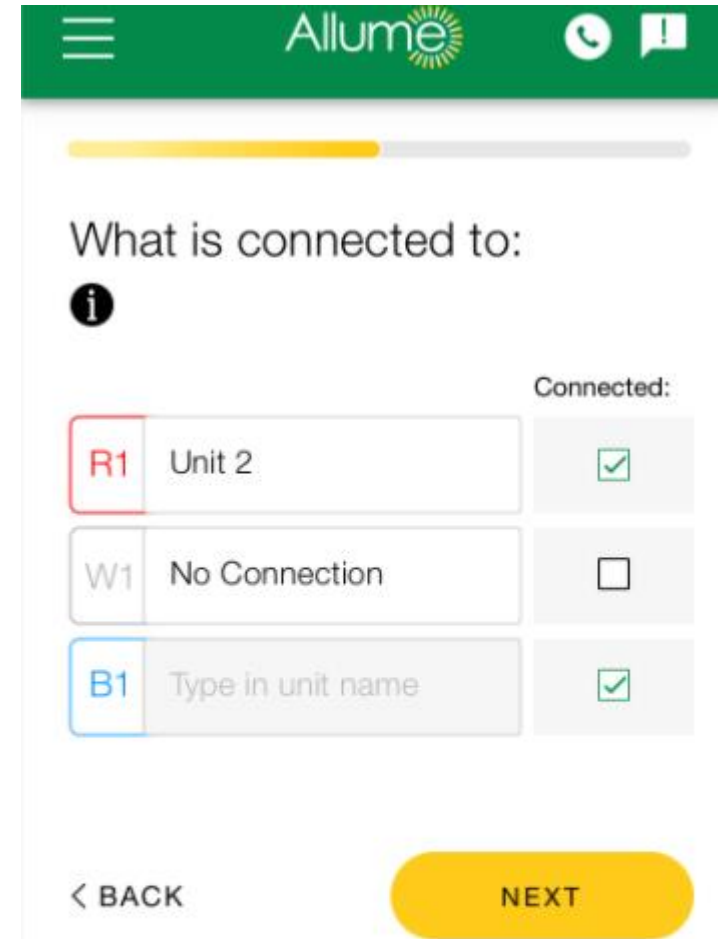 Allume
What is connected to:
Connected:
R1 Unit 2
W1 No Connection
B1 Type in unit name
< BACK NEXT